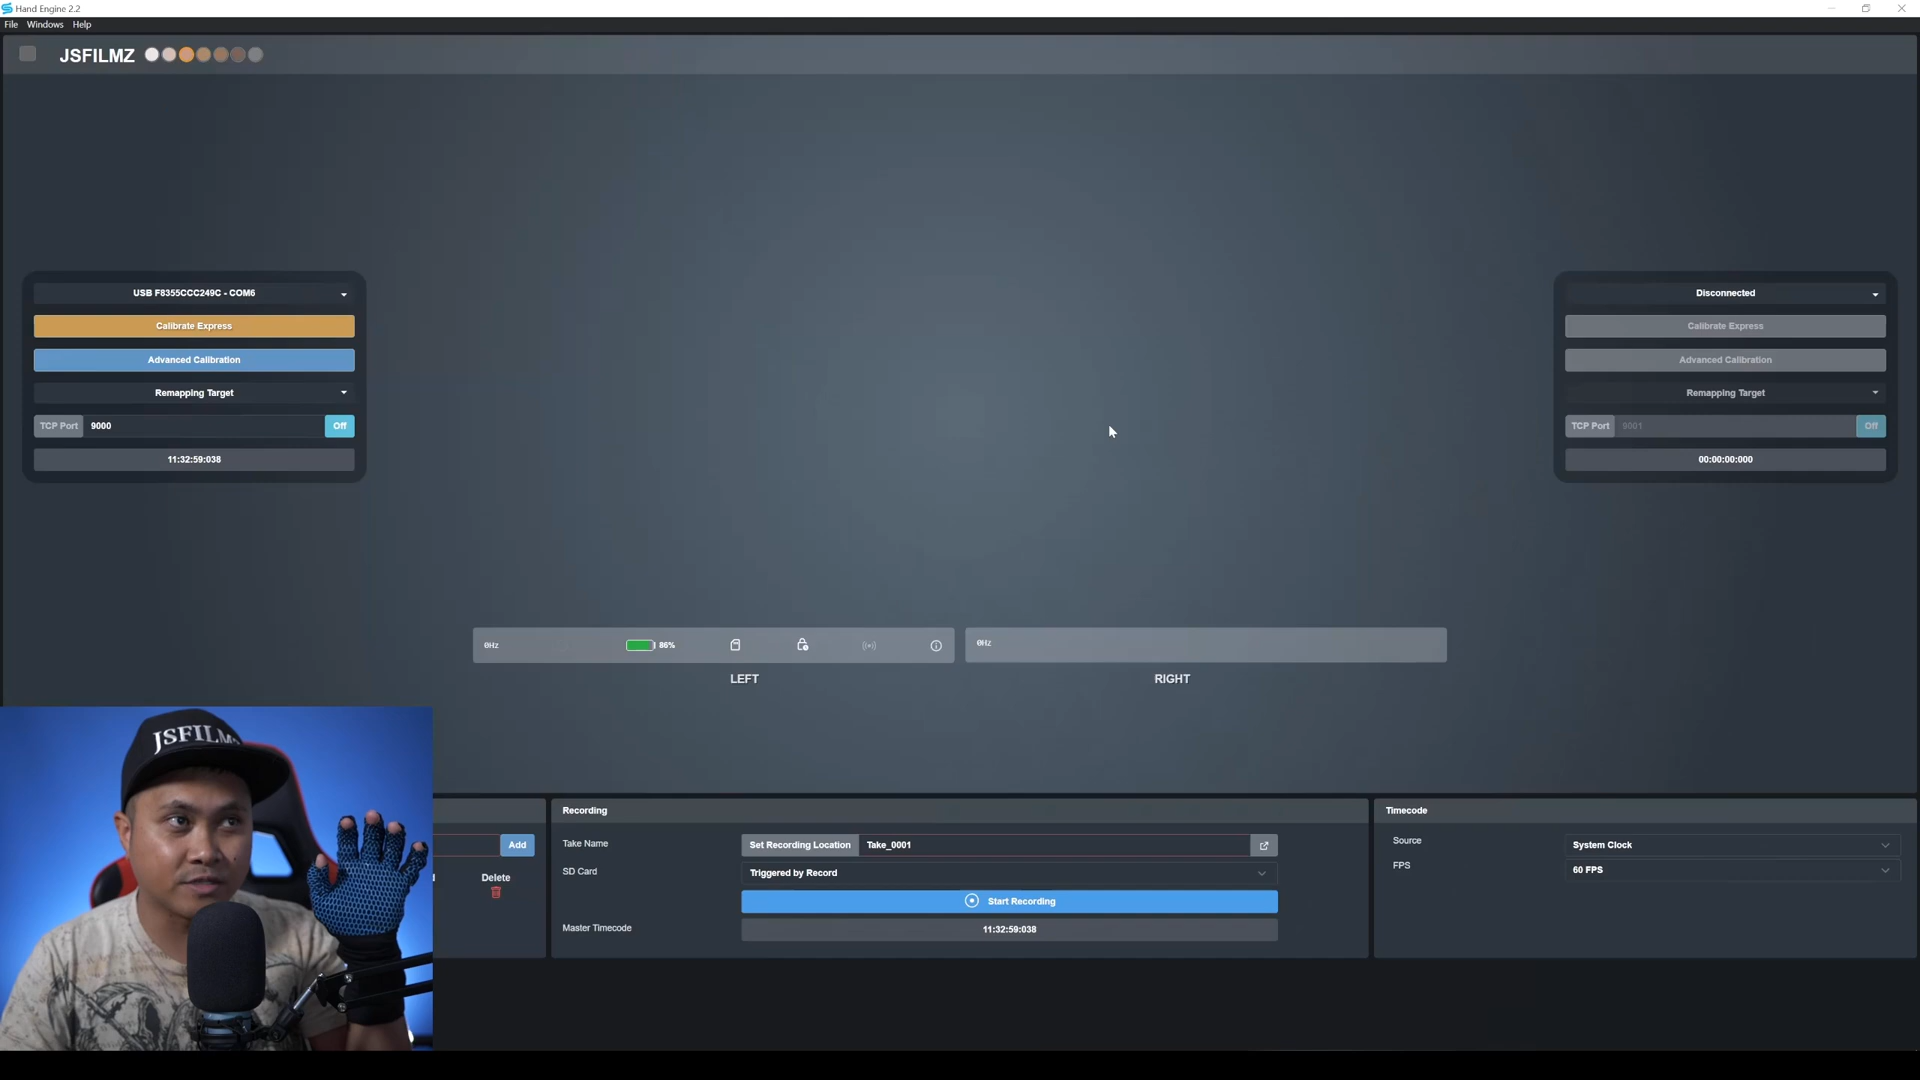 Hand Engine 2.2
File Windows Help
JSFILMZ
USB F8355CCC249C - COM6
Calibrate Express
Advanced Calibration
Remapping Target
TCP Port 9000 Off
11:32:59:038
Disconnected
Calibrate Express
Advanced Calibration
Remapping Target
TCP Port 9001 Off
00:00:00:000
0Hz 86%
0Hz
LEFT
RIGHT
JSFILMZ
Add
Delete
Recording
Take Name
Set Recording Location Take_0001
SD Card
Triggered by Record
Start Recording
Master Timecode
11:32:59:038
Timecode
Source
System Clock
FPS
60 FPS